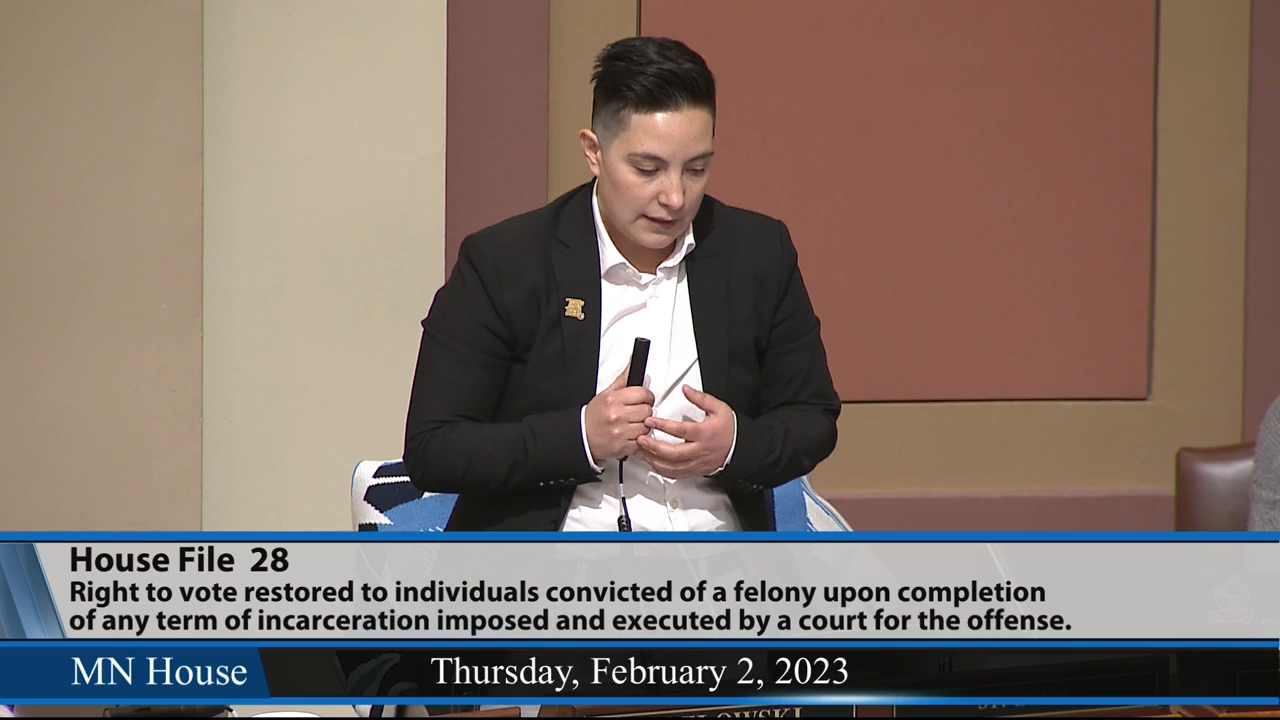 House File 28
Right to vote restored to individuals convicted of a felony upon completion
of any term of incarceration imposed and executed by a court for the offense.
MN House
Thursday, February 2, 2023